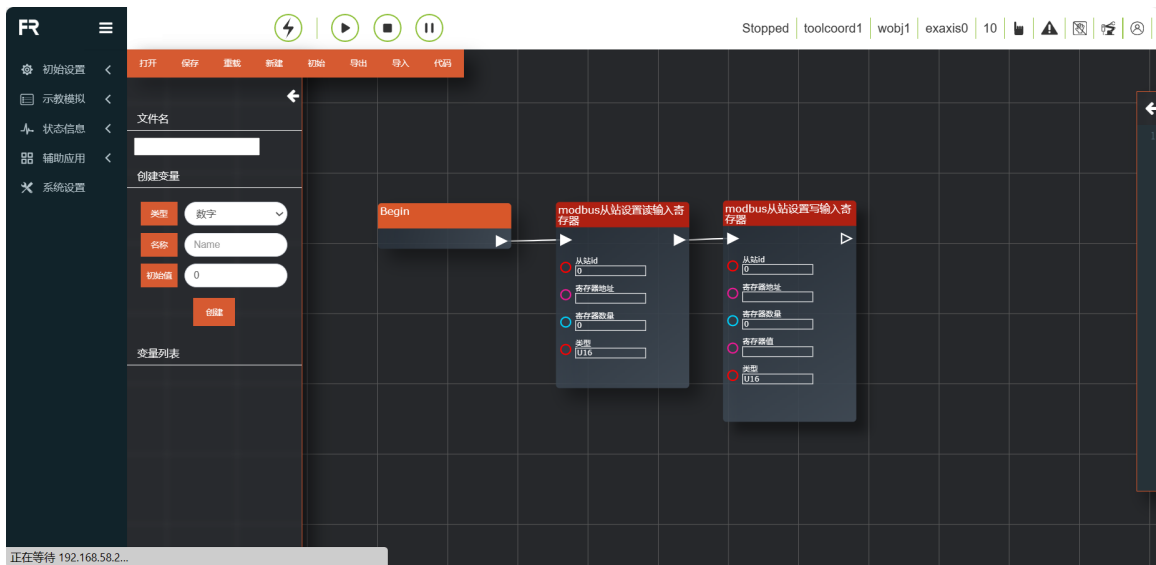 FR
Stopped toolcoord1 wobj1 exaxis0 10
初始设置
示教模拟
状态信息
辅助应用
系统设置
打开 保存 重载 新建 初始 导出 导入 代码
文件名
创建变量
类型 数字
名称 Name
初始值 0
创建
变量列表
Begin
modbus从站设置读输入寄
存器
从站id
0
寄存器地址
寄存器数量
0
类型
U16
modbus从站设置写输入寄
存器
从站id
0
寄存器地址
寄存器数量
0
寄存器值
类型
U16
正在等待 192.168.58.2...